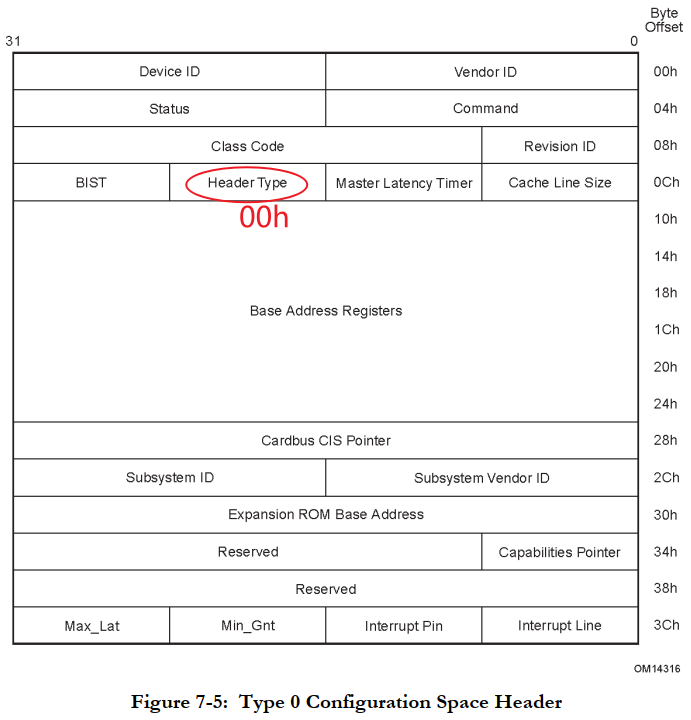 Byte
Offset
31 0
Device ID Vendor ID 00h
Status Command 04h
Class Code Revision ID 08h
BIST Header Type Master Latency Timer Cache Line Size 0Ch
00h
10h
14h
18h
Base Address Registers
1Ch
20h
24h
Cardbus CIS Pointer 28h
Subsystem ID Subsystem Vendor ID 2Ch
Expansion ROM Base Address 30h
Reserved Capabilities Pointer 34h
Reserved 38h
Max_Lat Min_Gnt Interrupt Pin Interrupt Line 3Ch
OM14316
Figure 7-5: Type 0 Configuration Space Header